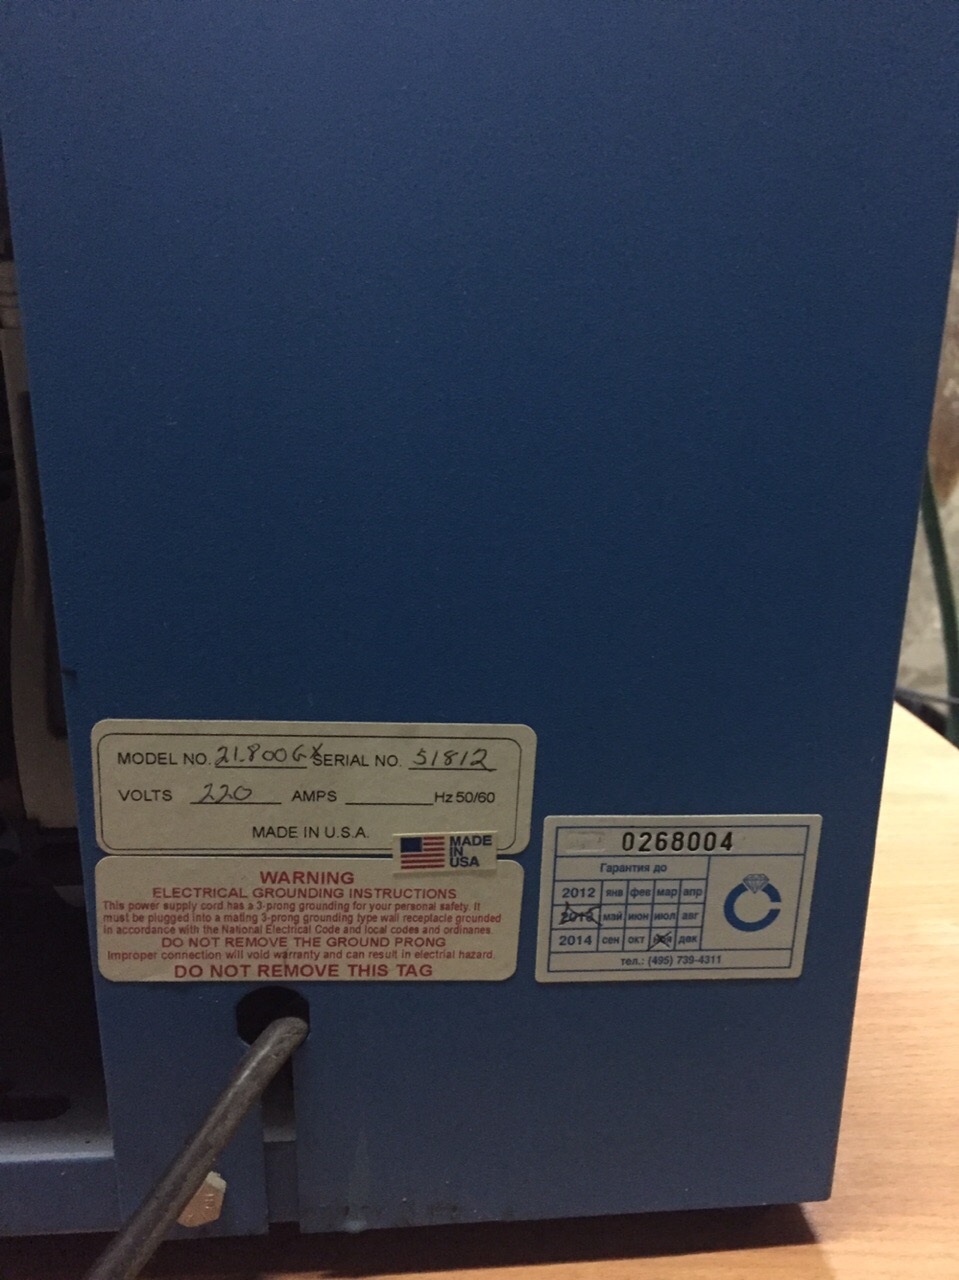 MODEL NO. 21.800GX SERIAL NO. 51812
VOLTS 220 AMPS Hz 50/60
MADE IN U.S.A.
MADE
IN
USA
WARNING
ELECTRICAL GROUNDING INSTRUCTIONS
This power supply cord has a 3-prong grounding for your personal safety. It
must be plugged into a mating 3-prong grounding type wall receptacle grounded
in accordance with the National Electrical Code and local codes and ordinanes.
DO NOT REMOVE THE GROUND PRONG
Improper connection will void warranty and can result in electrial hazard.
DO NOT REMOVE THIS TAG
0268004
Гарантия до
2012 янв фев мар апр
2013 май июн июл авг
2014 сен окт ноя дек
тел.: (495) 739-4311